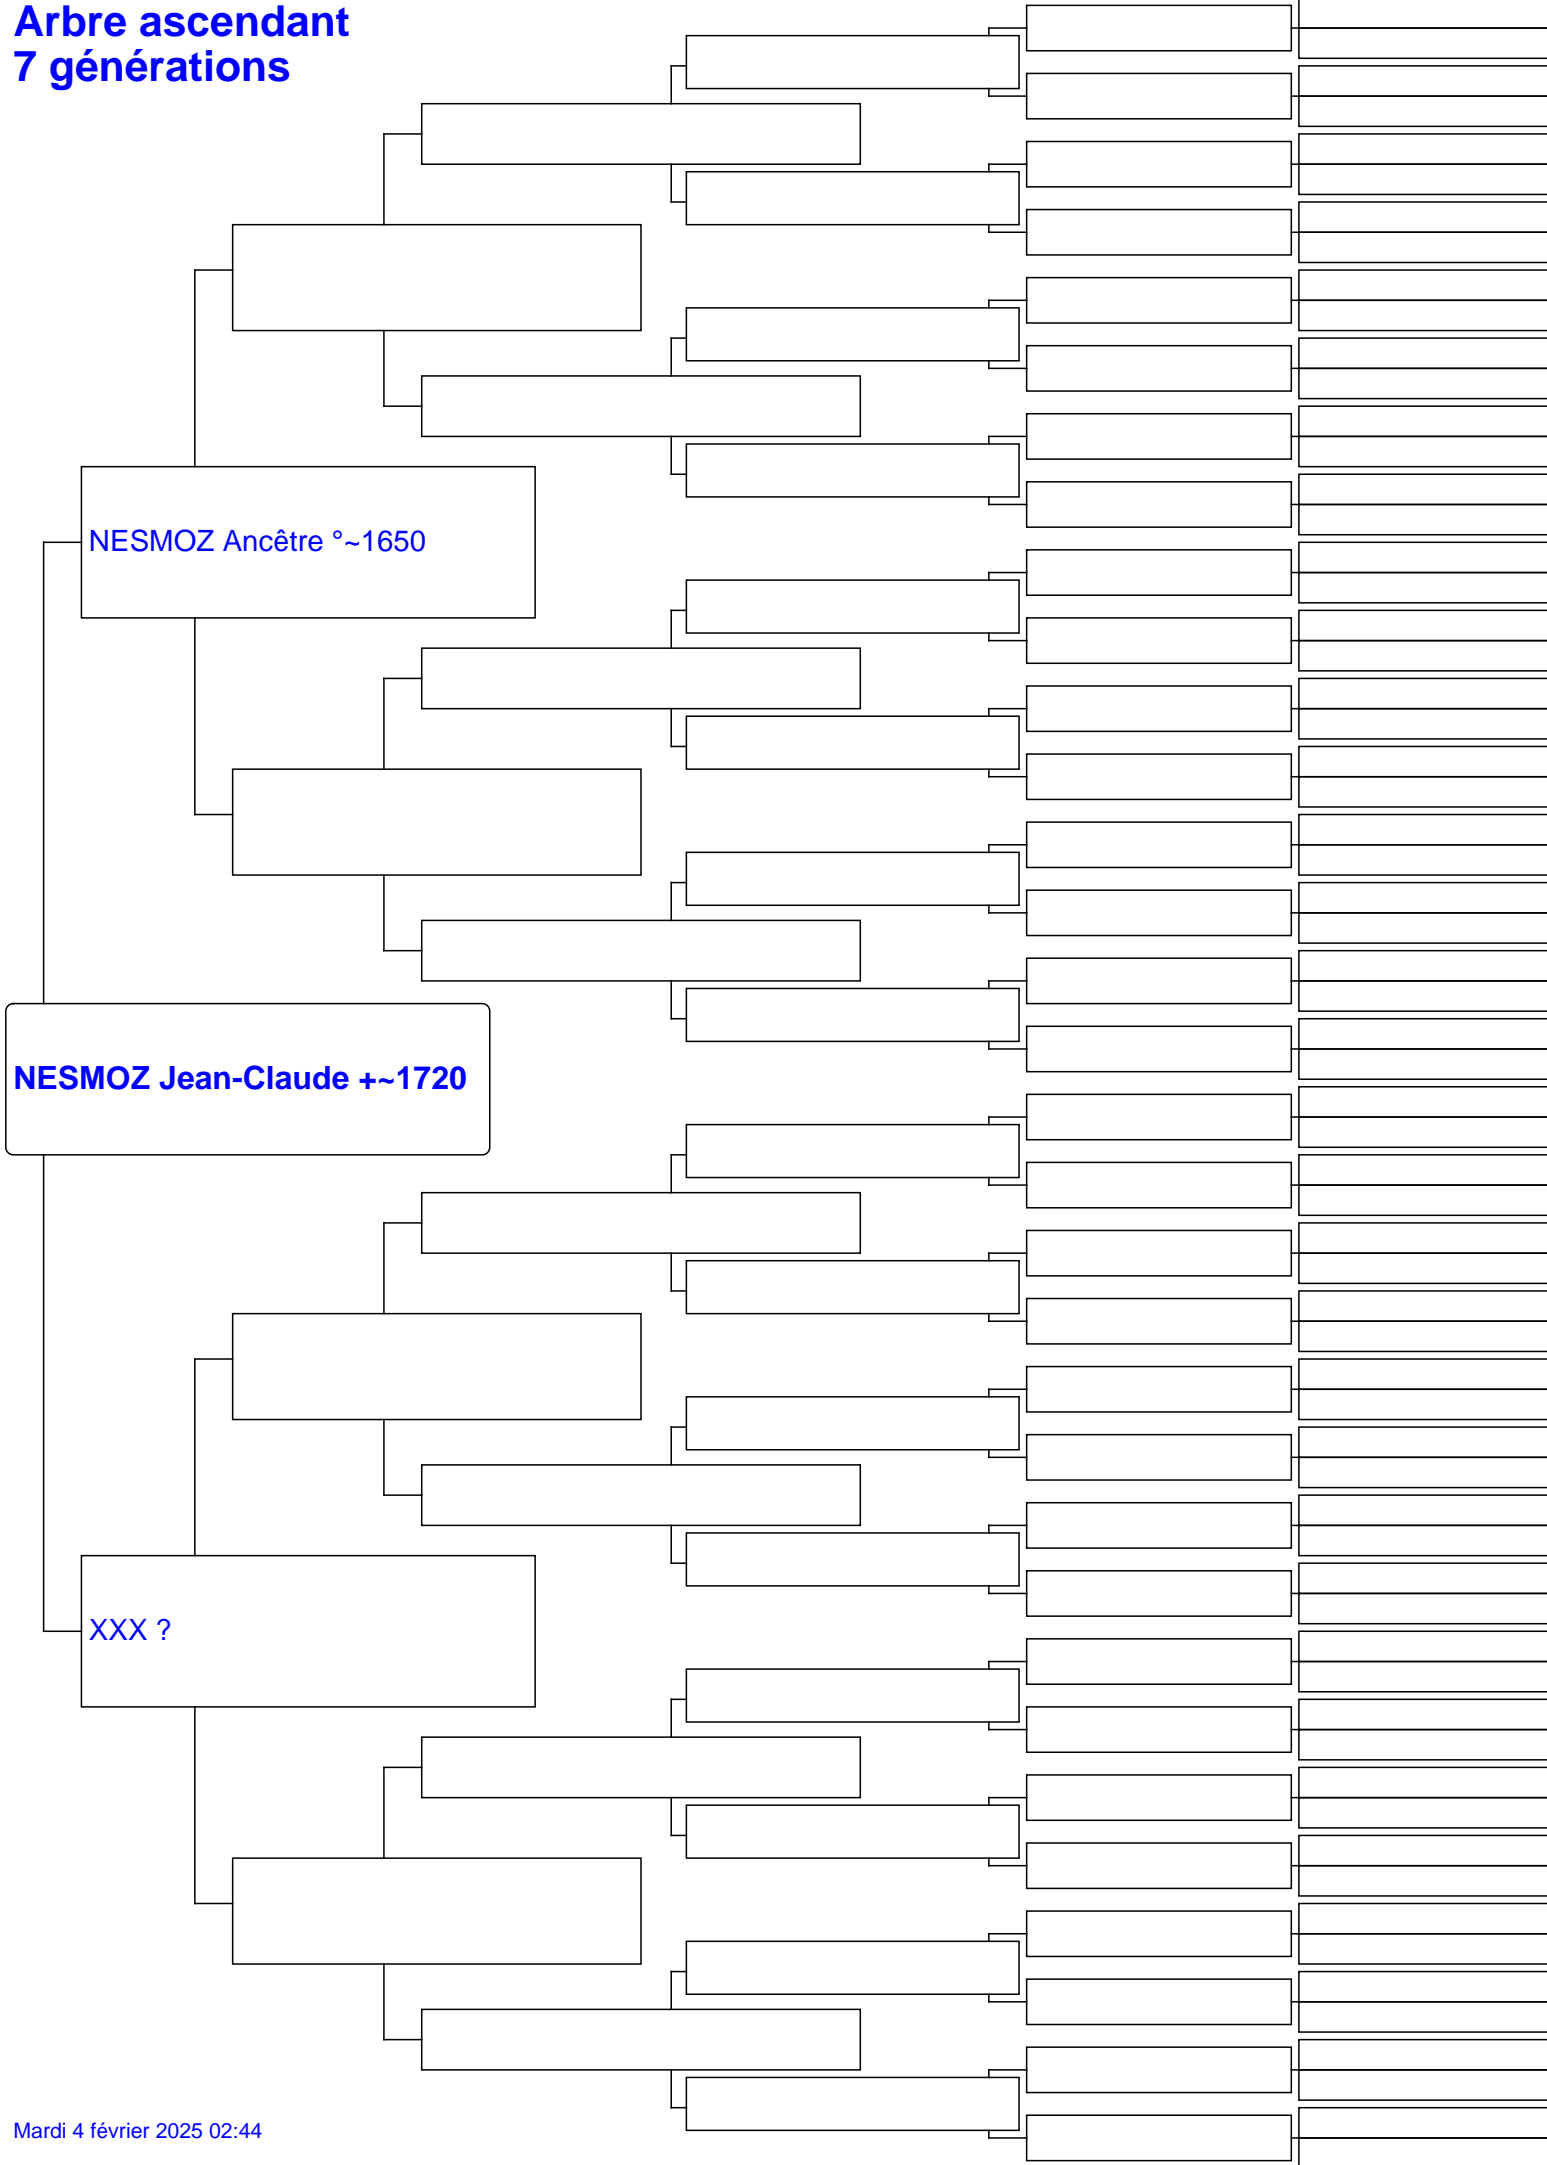 Arbre ascendant
7 générations
NESMOZ Ancêtre °~1650
NESMOZ Jean-Claude +~1720
XXX ?
Mardi 4 février 2025 02:44